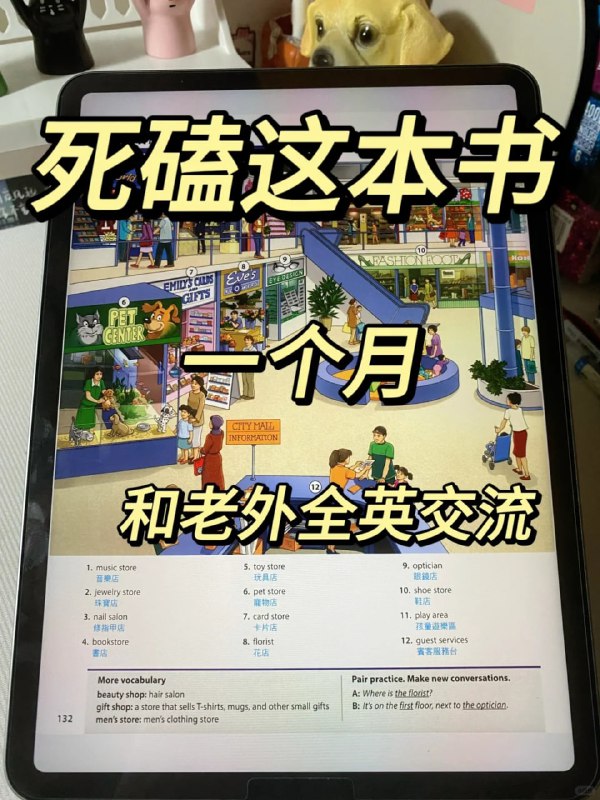 死磕这本书
FASHION FOOT
10
9
8
7
EMILY'S CARDS
AND
GIFTS
Eve's
EYE DESIGN
6
PET
CENTER
一个月
CITY MALL
INFORMATION
12
和老外全英交流
1. music store
音樂店
2. jewelry store
珠寶店
3. nail salon
修指甲店
4. bookstore
書店
5. toy store
玩具店
6. pet store
寵物店
7. card store
卡片店
8. florist
花店
9. optician
眼鏡店
10. shoe store
鞋店
11. play area
孩童遊樂區
12. guest services
賓客服務台
More vocabulary
beauty shop: hair salon
gift shop: a store that sells T-shirts, mugs, and other small gifts
men's store: men's clothing store
Pair practice. Make new conversations.
A: Where is the florist?
B: It's on the first floor, next to the optician.
132